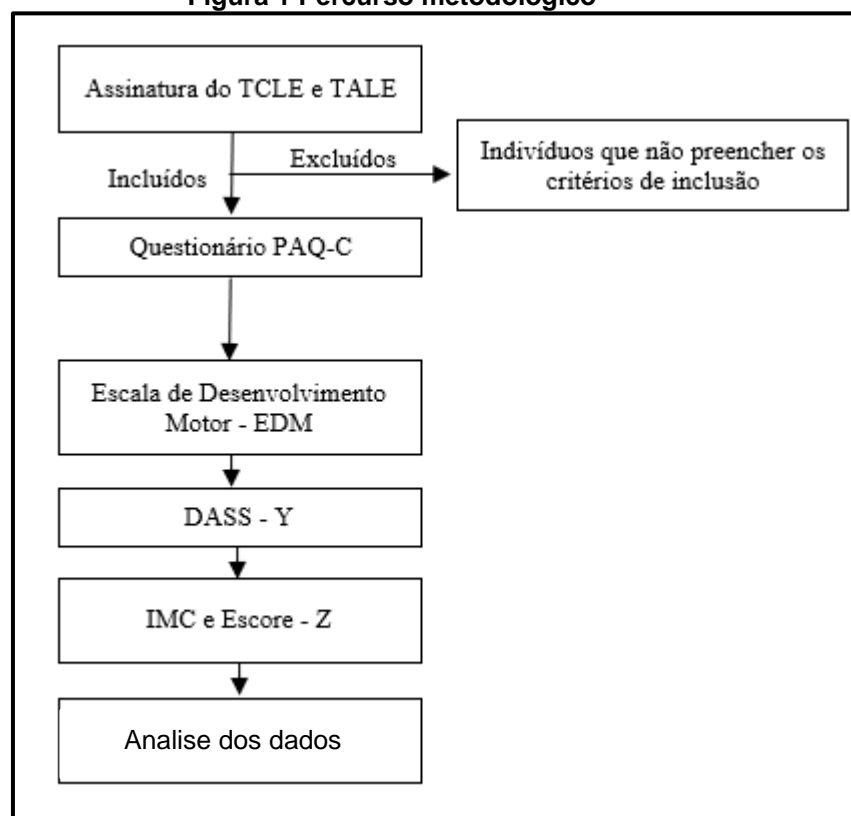 Figura 1 Percurso metodológico
Assinatura do TCLE e TALE
Excluídos
Incluídos
Indivíduos que não preencher os
critérios de inclusão
Questionário PAQ-C
Escala de Desenvolvimento
Motor - EDM
DASS - Y
IMC e Escore - Z
Analise dos dados